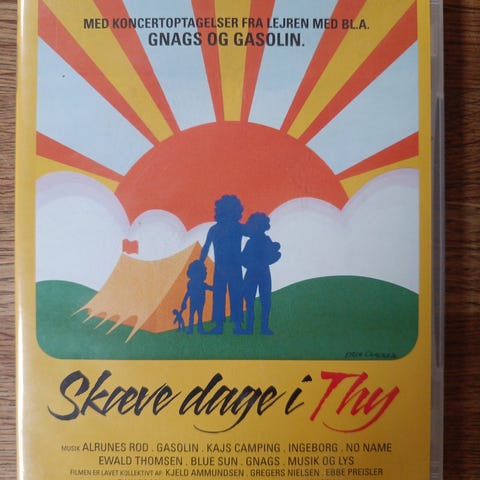 MED KONCERTOPTAGELSER FRA LEJREN MED BL.A.
GNAGS OG GASOLIN.
Skæve dage i Thy
MUSIK ALRUNES ROD . GASOLIN . KAJS CAMPING . INGEBORG . NO NAME
EWALD THOMSEN . BLUE SUN . GNAGS . MUSIK OG LYS
FILMEN ER LAVET KOLLEKTIVT AF: KJELD AMMUNDSEN . GREGERS NIELSEN . EBBE PREISLER